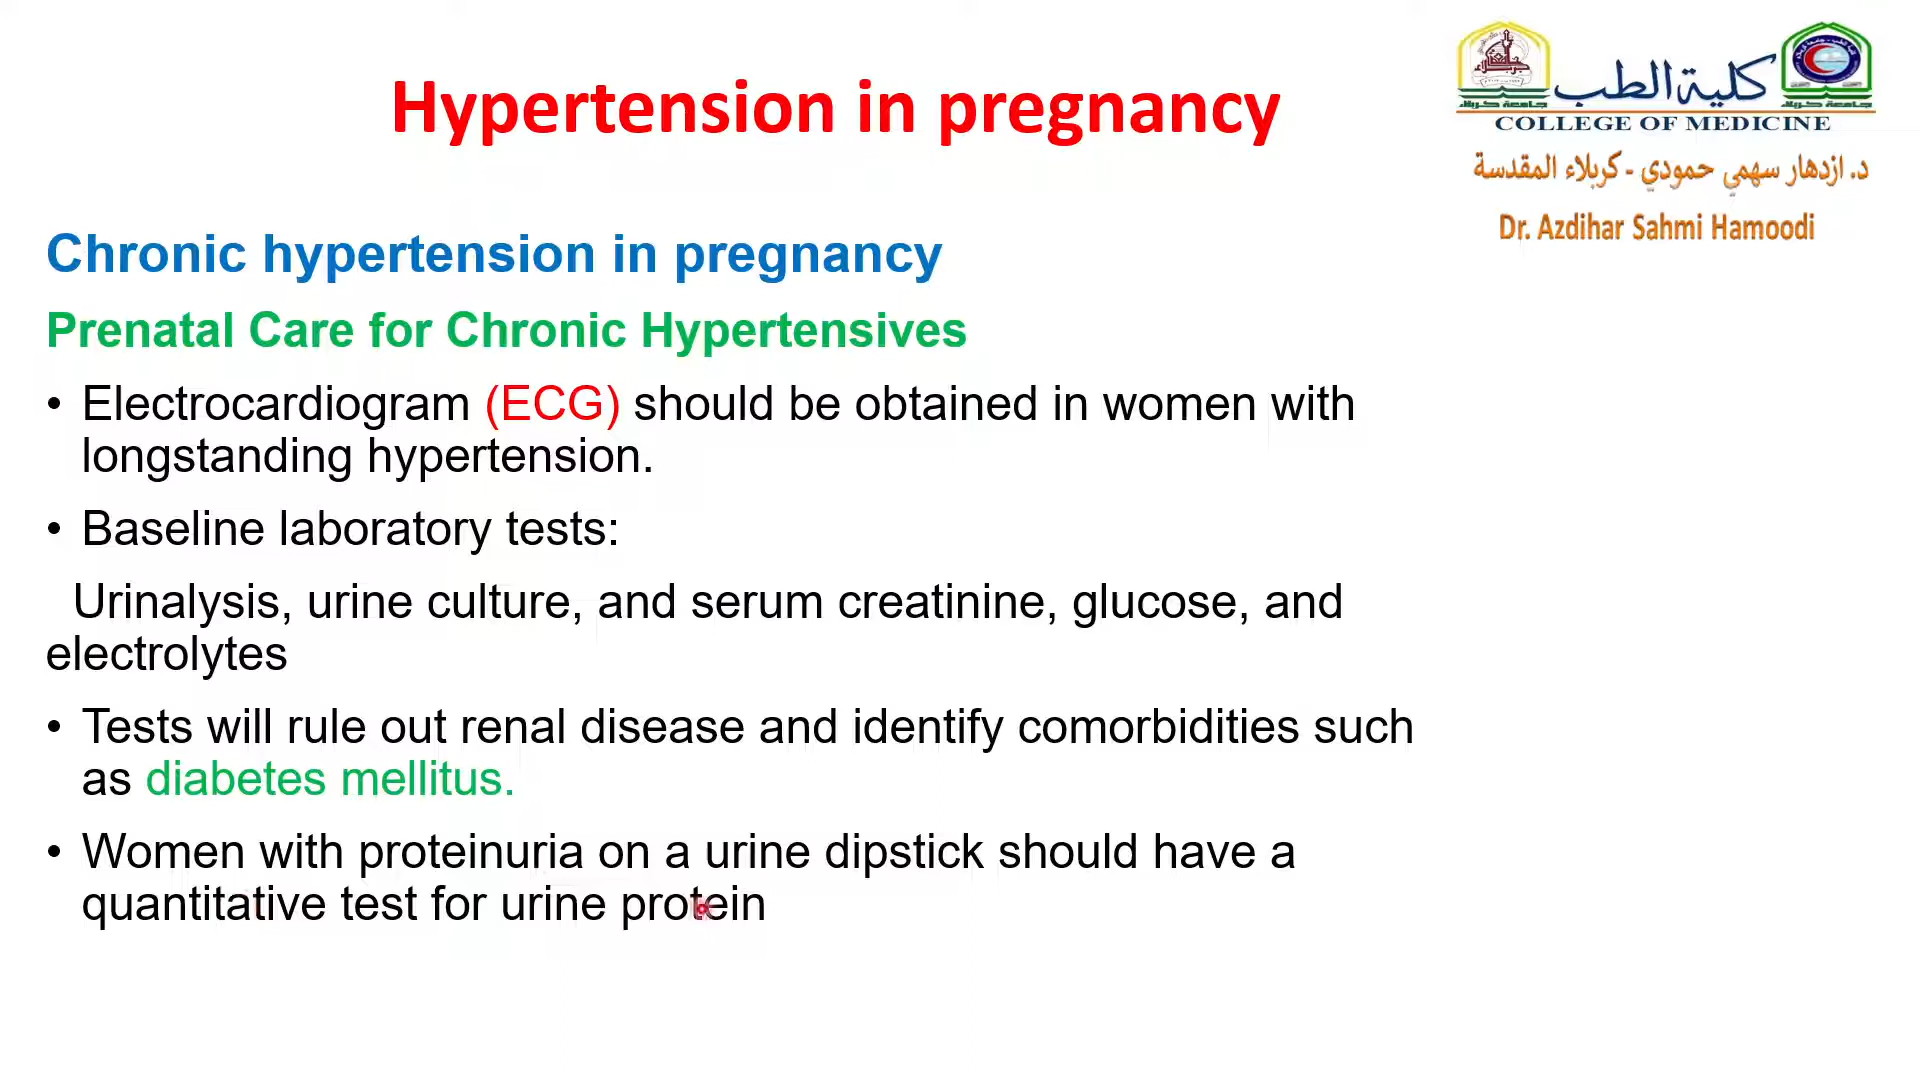 Hypertension in pregnancy
كلية الطب
COLLEGE OF MEDICINE
د. ازدهار سهمي حمودي - كربلاء المقدسة
Dr. Azdihar Sahmi Hamoodi
Chronic hypertension in pregnancy
Prenatal Care for Chronic Hypertensives
• Electrocardiogram (ECG) should be obtained in women with
longstanding hypertension.
• Baseline laboratory tests:
Urinalysis, urine culture, and serum creatinine, glucose, and
electrolytes
• Tests will rule out renal disease and identify comorbidities such
as diabetes mellitus.
• Women with proteinuria on a urine dipstick should have a
quantitative test for urine protein